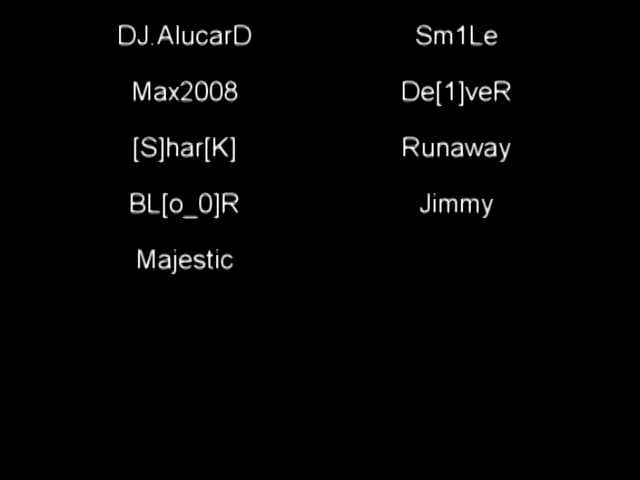 DJ.AlucarD
Sm1Le
Max2008
De[1]veR
[S]har[K]
Runaway
BL[o_0]R
Jimmy
Majestic